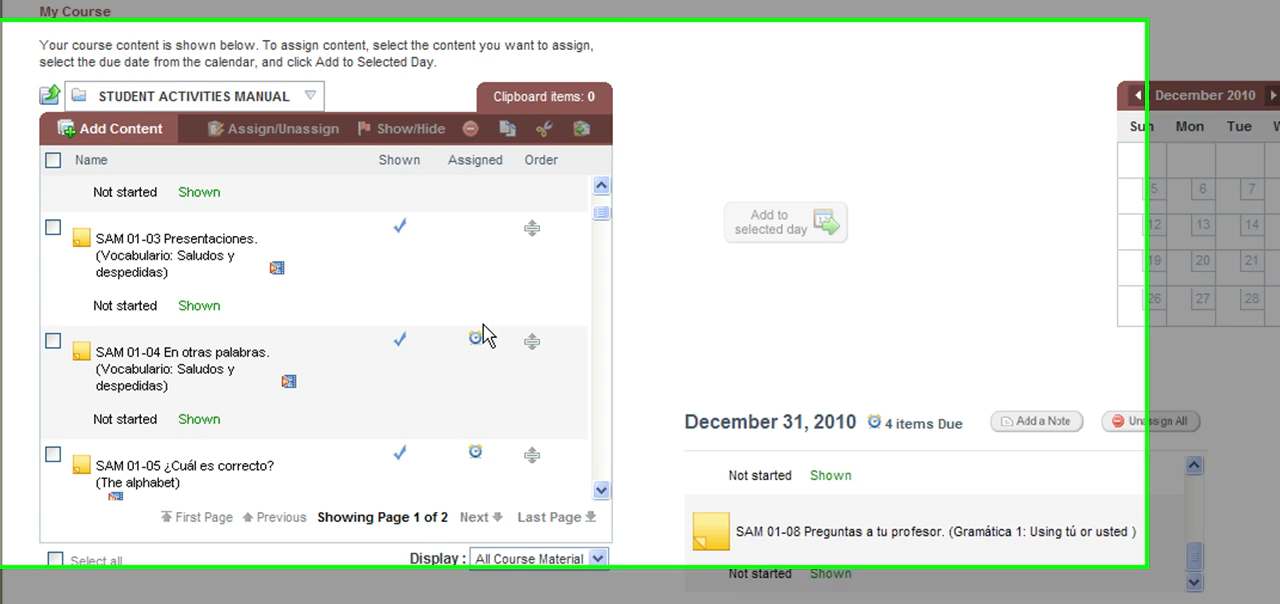 My Course
Your course content is shown below. To assign content, select the content you want to assign,
select the due date from the calendar, and click Add to Selected Day.
STUDENT ACTIVITIES MANUAL
Clipboard items: 0
Add Content Assign/Unassign Show/Hide
Name Shown Assigned Order
Not started Shown
SAM 01-03 Presentaciones.
(Vocabulario: Saludos y
despedidas)
Not started Shown
SAM 01-04 En otras palabras.
(Vocabulario: Saludos y
despedidas)
Not started Shown
SAM 01-05 ¿Cuál es correcto?
(The alphabet)
First Page Previous Showing Page 1 of 2 Next Last Page
Select all
Display : All Course Material
Add to
selected day
December 2010
Sun Mon Tue
5 6 7
12 13 14
19 20 21
26 27 28
December 31, 2010 4 items Due Add a Note Unassign All
Not started Shown
SAM 01-08 Preguntas a tu profesor. (Gramática 1: Using tú or usted )
Not started Shown